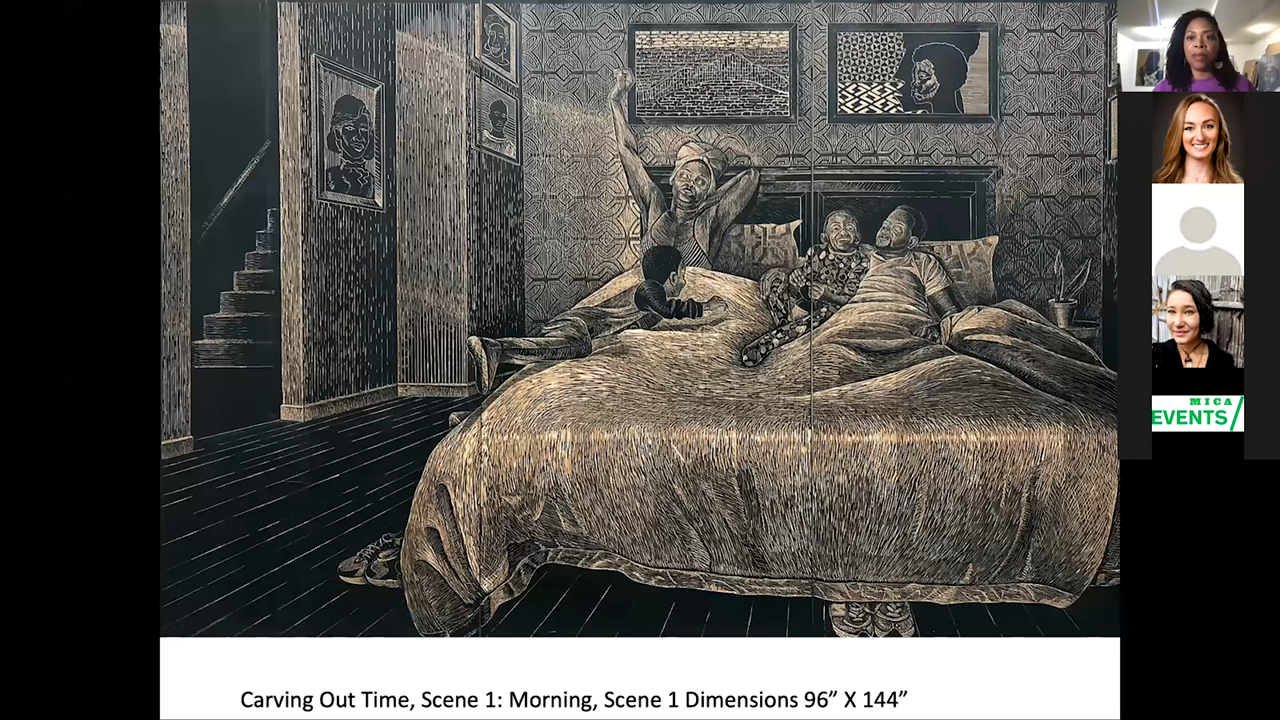 MICA
EVENTS/
Carving Out Time, Scene 1: Morning, Scene 1 Dimensions 96” X 144”